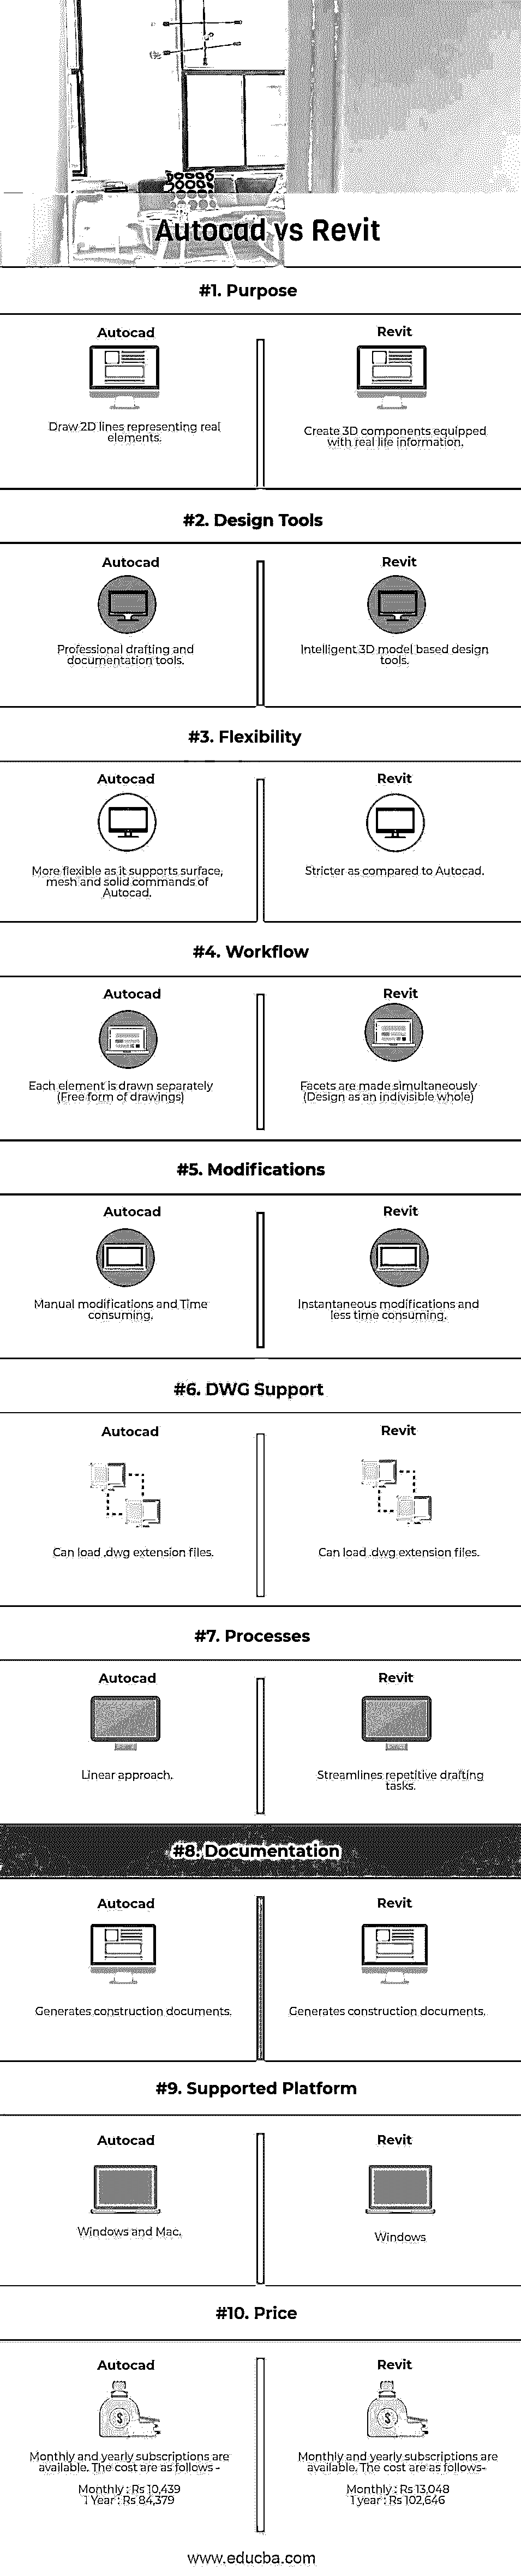 Autocad vs Revit
#1. Purpose
Autocad
Draw 2D lines representing real
elements.
Revit
Create 3D components equipped
with real life information.
#2. Design Tools
Autocad
Professional drafting and
documentation tools.
Revit
Intelligent 3D model based design
tools.
#3. Flexibility
Autocad
More flexible as it supports surface,
mesh and solid commands of
Autocad.
Revit
Stricter as compared to Autocad.
#4. Workflow
Autocad
Each element is drawn separately
(Free form of drawings)
Revit
Facets are made simultaneously
(Design as an indivisible whole)
#5. Modifications
Autocad
Manual modifications and Time
consuming.
Revit
Instantaneous modifications and
less time consuming.
#6. DWG Support
Autocad
Can load .dwg extension files.
Revit
Can load .dwg extension files.
#7. Processes
Autocad
Linear approach.
Revit
Streamlines repetitive drafting
tasks.
#8. Documentation
Autocad
Generates construction documents.
Revit
Generates construction documents.
#9. Supported Platform
Autocad
Windows and Mac.
Revit
Windows
#10. Price
Autocad
$
Monthly and yearly subscriptions are
available. The cost are as follows -
Monthly : Rs 10,439
1 Year : Rs 84,379
Revit
$
Monthly and yearly subscriptions are
available. The cost are as follows-
Monthly : Rs 13,048
1 year : Rs 102,646
www.educba.com